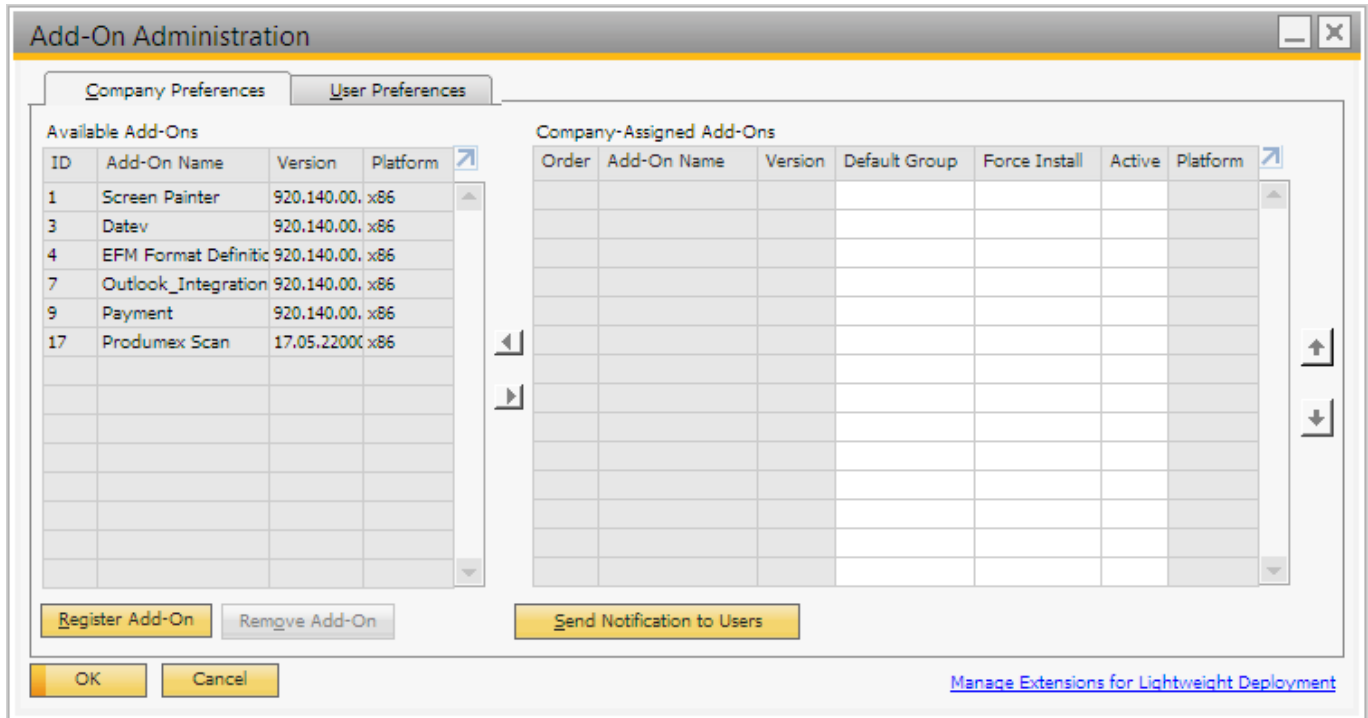 Add-On Administration
Company Preferences User Preferences
Available Add-Ons Company-Assigned Add-Ons
ID Add-On Name Version Platform Order Add-On Name Version Default Group Force Install Active Platform
1 Screen Painter 920.140.00. x86
3 Datev 920.140.00. x86
4 EFM Format Definitic 920.140.00. x86
7 Outlook_Integration 920.140.00. x86
9 Payment 920.140.00. x86
17 Produmex Scan 17.05.2200( x86
Register Add-On Remove Add-On Send Notification to Users
OK Cancel Manage Extensions for Lightweight Deployment